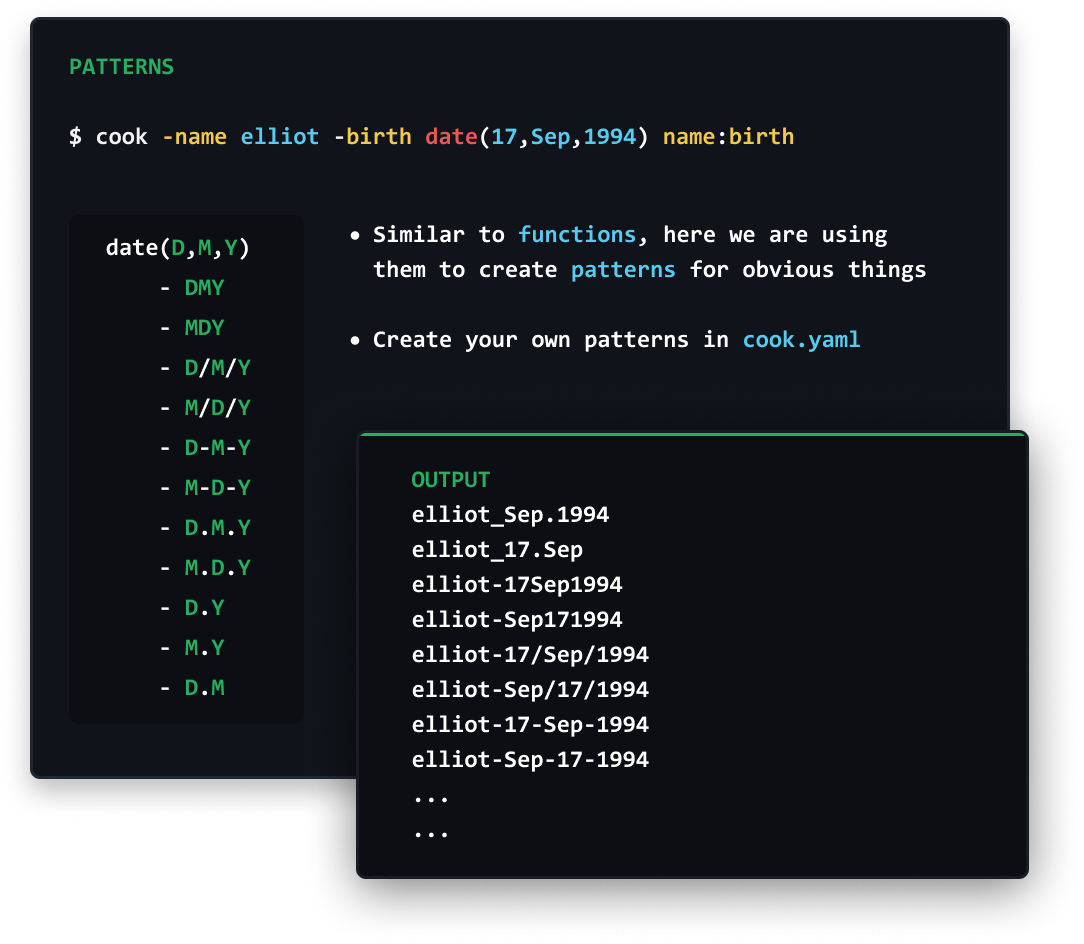 PATTERNS
$ cook -name elliot -birth date(17,Sep,1994) name:birth
date(D,M,Y)
- DMY
- MDY
- D/M/Y
- M/D/Y
- D-M-Y
- M-D-Y
- D.M.Y
- M.D.Y
- D.Y
- M.Y
- D.M
• Similar to functions, here we are using
them to create patterns for obvious things
• Create your own patterns in cook.yaml
OUTPUT
elliot_Sep.1994
elliot_17.Sep
elliot-17Sep1994
elliot-Sep171994
elliot-17/Sep/1994
elliot-Sep/17/1994
elliot-17-Sep-1994
elliot-Sep-17-1994
...
...